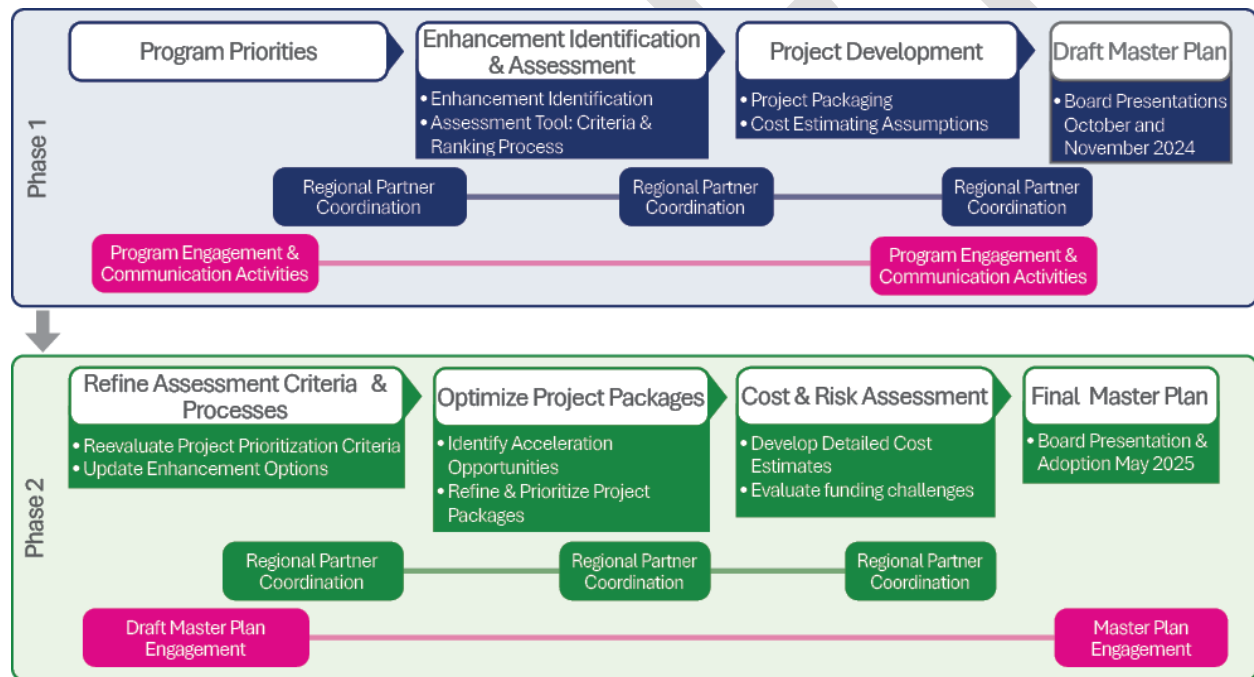 Phase 1
Program Priorities
Enhancement Identification
& Assessment
• Enhancement Identification
• Assessment Tool: Criteria &
Ranking Process
Project Development
• Project Packaging
• Cost Estimating Assumptions
Draft Master Plan
• Board Presentations
October and
November 2024
Regional Partner
Coordination
Regional Partner
Coordination
Regional Partner
Coordination
Program Engagement &
Communication Activities
Program Engagement &
Communication Activities
Phase 2
Refine Assessment Criteria &
Processes
• Reevaluate Project Prioritization Criteria
• Update Enhancement Options
Optimize Project Packages
• Identify Acceleration
Opportunities
• Refine & Prioritize Project
Packages
Cost & Risk Assessment
• Develop Detailed Cost
Estimates
• Evaluate funding challenges
Final Master Plan
• Board Presentation &
Adoption May 2025
Regional Partner
Coordination
Regional Partner
Coordination
Regional Partner
Coordination
Draft Master Plan
Engagement
Master Plan
Engagement